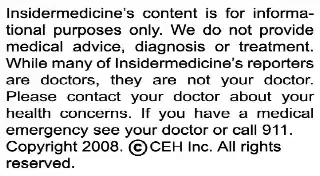 Insidermedicine's content is for informa-
tional purposes only. We do not provide
medical advice, diagnosis or treatment.
While many of Insidermedicine's reporters
are doctors, they are not your doctor.
Please contact your doctor about your
health concerns. If you have a medical
emergency see your doctor or call 911.
Copyright 2008. ©CEH Inc. All rights
reserved.